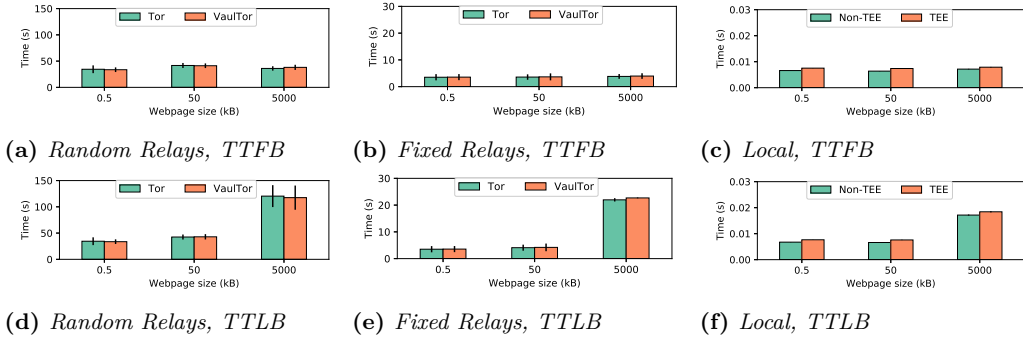 Tor VaulTor
Time (s)
150
100
50
0
0.5 50 5000
Webpage size (kB)
(a) Random Relays, TTFB
Tor VaulTor
Time (s)
30
20
10
0
0.5 50 5000
Webpage size (kB)
(b) Fixed Relays, TTFB
Non-TEE TEE
Time (s)
0.03
0.02
0.01
0.00
0.5 50 5000
Webpage size (kB)
(c) Local, TTFB
Tor VaulTor
Time (s)
150
100
50
0
0.5 50 5000
Webpage size (kB)
(d) Random Relays, TTLB
Tor VaulTor
Time (s)
30
20
10
0
0.5 50 5000
Webpage size (kB)
(e) Fixed Relays, TTLB
Non-TEE TEE
Time (s)
0.03
0.02
0.01
0.00
0.5 50 5000
Webpage size (kB)
(f) Local, TTLB